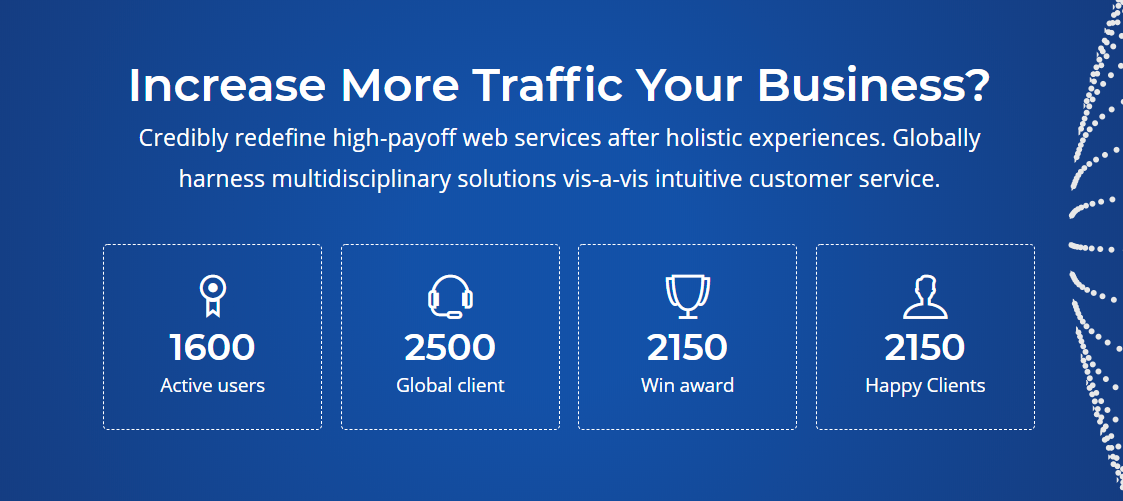 Increase More Traffic Your Business?
Credibly redefine high-payoff web services after holistic experiences. Globally
harness multidisciplinary solutions vis-a-vis intuitive customer service.
1600
Active users
2500
Global client
2150
Win award
2150
Happy Clients